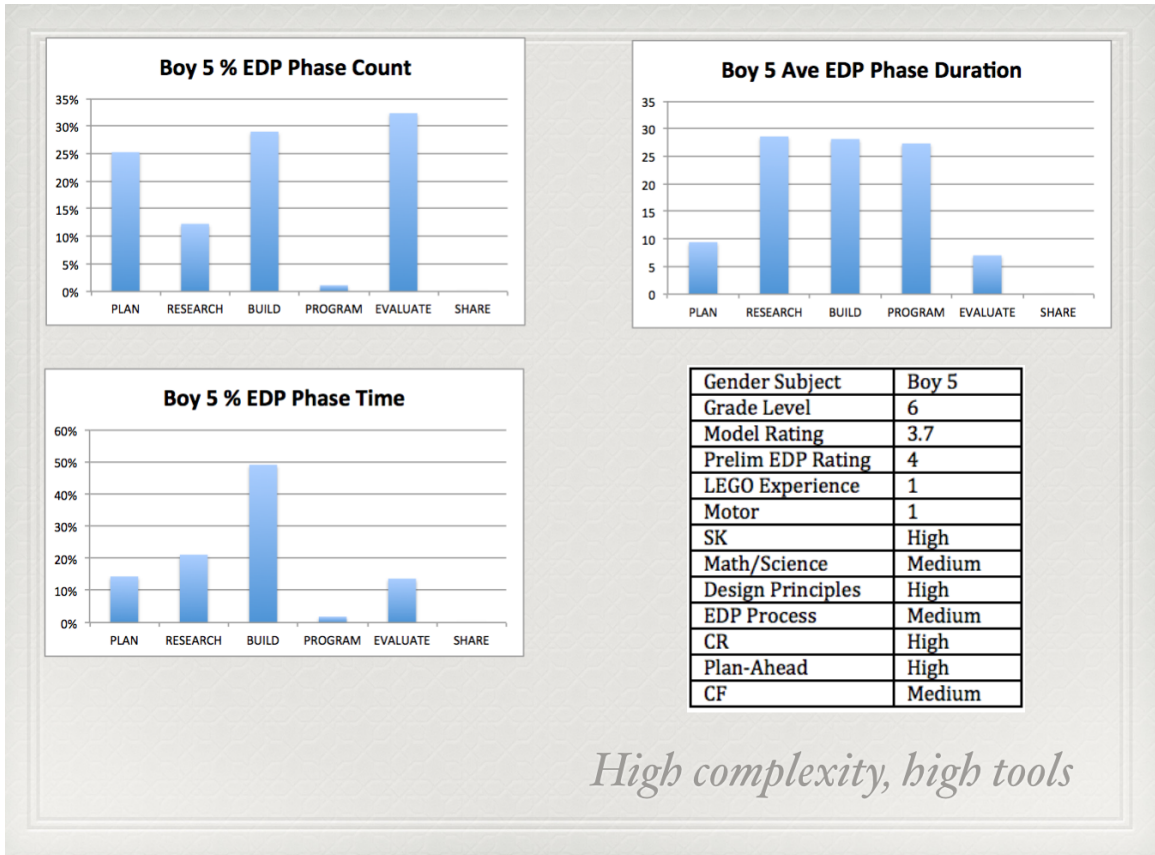 Boy 5 % EDP Phase Count
35%
30%
25%
20%
15%
10%
5%
0%
PLAN RESEARCH BUILD PROGRAM EVALUATE SHARE
Boy 5 Ave EDP Phase Duration
35
30
25
20
15
10
5
0
PLAN RESEARCH BUILD PROGRAM EVALUATE SHARE
Boy 5 % EDP Phase Time
60%
50%
40%
30%
20%
10%
0%
PLAN RESEARCH BUILD PROGRAM EVALUATE SHARE
Gender Subject Boy 5
Grade Level 6
Model Rating 3.7
Prelim EDP Rating 4
LEGO Experience 1
Motor 1
SK High
Math/Science Medium
Design Principles High
EDP Process Medium
CR High
Plan-Ahead High
CF Medium
High complexity, high tools